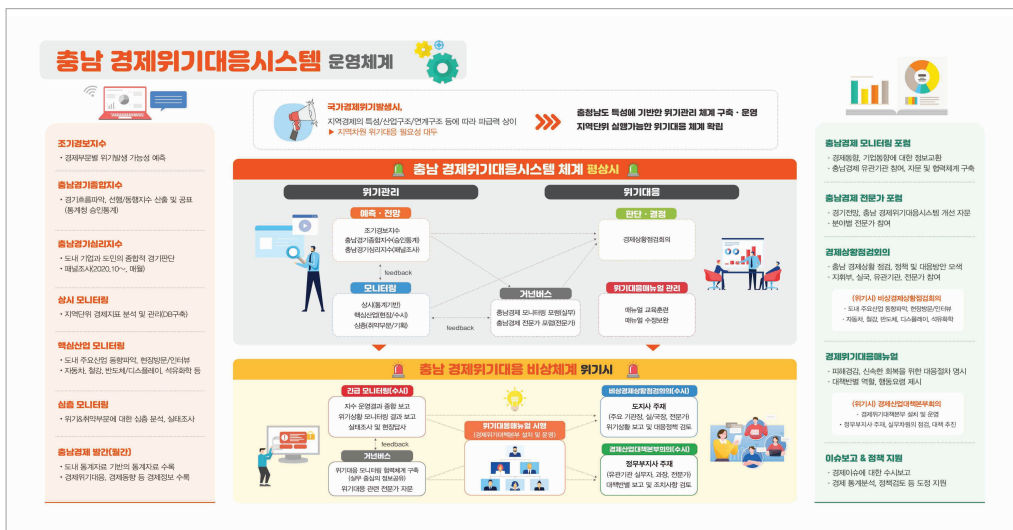 충남 경제위기대응시스템 운영체계
국가경제위기발생시,
지역경제의 특성/산업구조/연계구조 등에 따라 파급력 상이
▶ 지역차원 위기대응 필요성 대두
충청남도 특성에 기반한 위기관리 체계 구축·운영
지역단위 실행가능한 위기대응 체계 확립
조기경보지수
· 경제부문별 위기발생 가능성 예측
충남경기종합지수
· 경기흐름파악, 선행/동행지수 산출 및 공표
(통계청 승인통계)
충남경기심리지수
· 도내 기업과 도민의 종합적 경기판단
· 패널조사(2020.10~, 매월)
상시 모니터링
· 지역단위 경제지표 분석 및 관리(DB구축)
핵심산업 모니터링
· 도내 주요산업 동향파악, 현장방문/인터뷰
· 자동차, 철강, 반도체/디스플레이, 석유화학 등
심층 모니터링
· 위기&취약부문에 대한 심층 분석, 실태조사
충남경제 발간(월간)
· 도내 통계자료 기반의 통계자료 수록
· 경제위기대응, 경제동향 등 경제정보 수록
충남 경제위기대응시스템 체계 평상시
위기관리
위기대응
예측·전망
조기경보지수
충남경기종합지수(승인통계)
충남경기심리지수(패널조사)
feedback
모니터링
상시(통계기반)
핵심산업(현장/수시)
심층(취약부문/기획)
feedback
거넌버스
충남경제 모니터링 포럼(실무)
충남경제 전문가 포럼(전문가)
판단·결정
경제상황점검회의
위기대응매뉴얼 관리
매뉴얼 교육훈련
매뉴얼 수정보완
충남 경제위기대응 비상체계 위기시
긴급 모니터링(수시)
지수 운영결과 종합 보고
위기상황 모니터링 결과 보고
실태조사 및 현장답사
feedback
거넌버스
위기대응 모니터링 협력체계 구축
(실무 중심의 정보공유)
위기대응 관련 전문가 자문
위기대응매뉴얼 시행
(경제위기대책본부 설치 및 운영)
비상경제상황점검회의(수시)
도지사 주재
(주요 기관장, 실/국장, 전문가)
위기상황 보고 및 대응정책 검토
경제산업대책본부회의(수시)
정무부지사 주재
(유관기관 실무자, 과장, 전문가)
대책반별 보고 및 조치사항 검토
충남경제 모니터링 포럼
· 경제동향, 기업동향에 대한 정보교환
· 충남경제 유관기관 참여, 자문 및 협력체계 구축
충남경제 전문가 포럼
· 경기전망, 충남 경제위기대응시스템 개선 자문
· 분야별 전문가 참여
경제상황점검회의
· 충남 경제상황 점검, 정책 및 대응방안 모색
· 지휘부, 실국, 유관기관, 전문가 참여
(위기시) 비상경제상황점검회의
· 도내 주요산업 동향파악, 현장방문/인터뷰
· 자동차, 철강, 반도체, 디스플레이, 석유화학
경제위기대응매뉴얼
· 피해경감, 신속한 회복을 위한 대응절차 명시
· 대책반별 역할, 행동요령 제시
(위기시) 경제산업대책본부회의
· 경제위기대책본부 설치 및 운영
· 정무부지사 주재, 실무차원의 점검, 대책 추진
이슈보고 & 정책 지원
· 경제이슈에 대한 수시보고
· 경제 통계분석, 정책검토 등 도정 지원